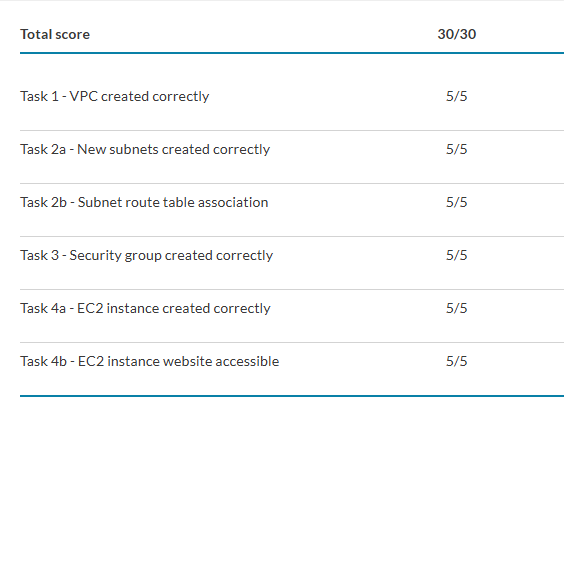 Total score 30/30
Task 1 - VPC created correctly 5/5
Task 2a - New subnets created correctly 5/5
Task 2b - Subnet route table association 5/5
Task 3 - Security group created correctly 5/5
Task 4a - EC2 instance created correctly 5/5
Task 4b - EC2 instance website accessible 5/5